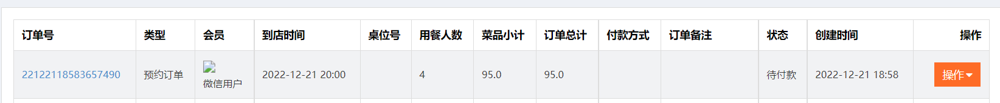 订单号 类型 会员 到店时间 桌位号 用餐人数 菜品小计 订单总计 付款方式 订单备注 状态 创建时间 操作
22122118583657490 预约订单 微信用户 2022-12-21 20:00 4 95.0 95.0 待付款 2022-12-21 18:58 操作